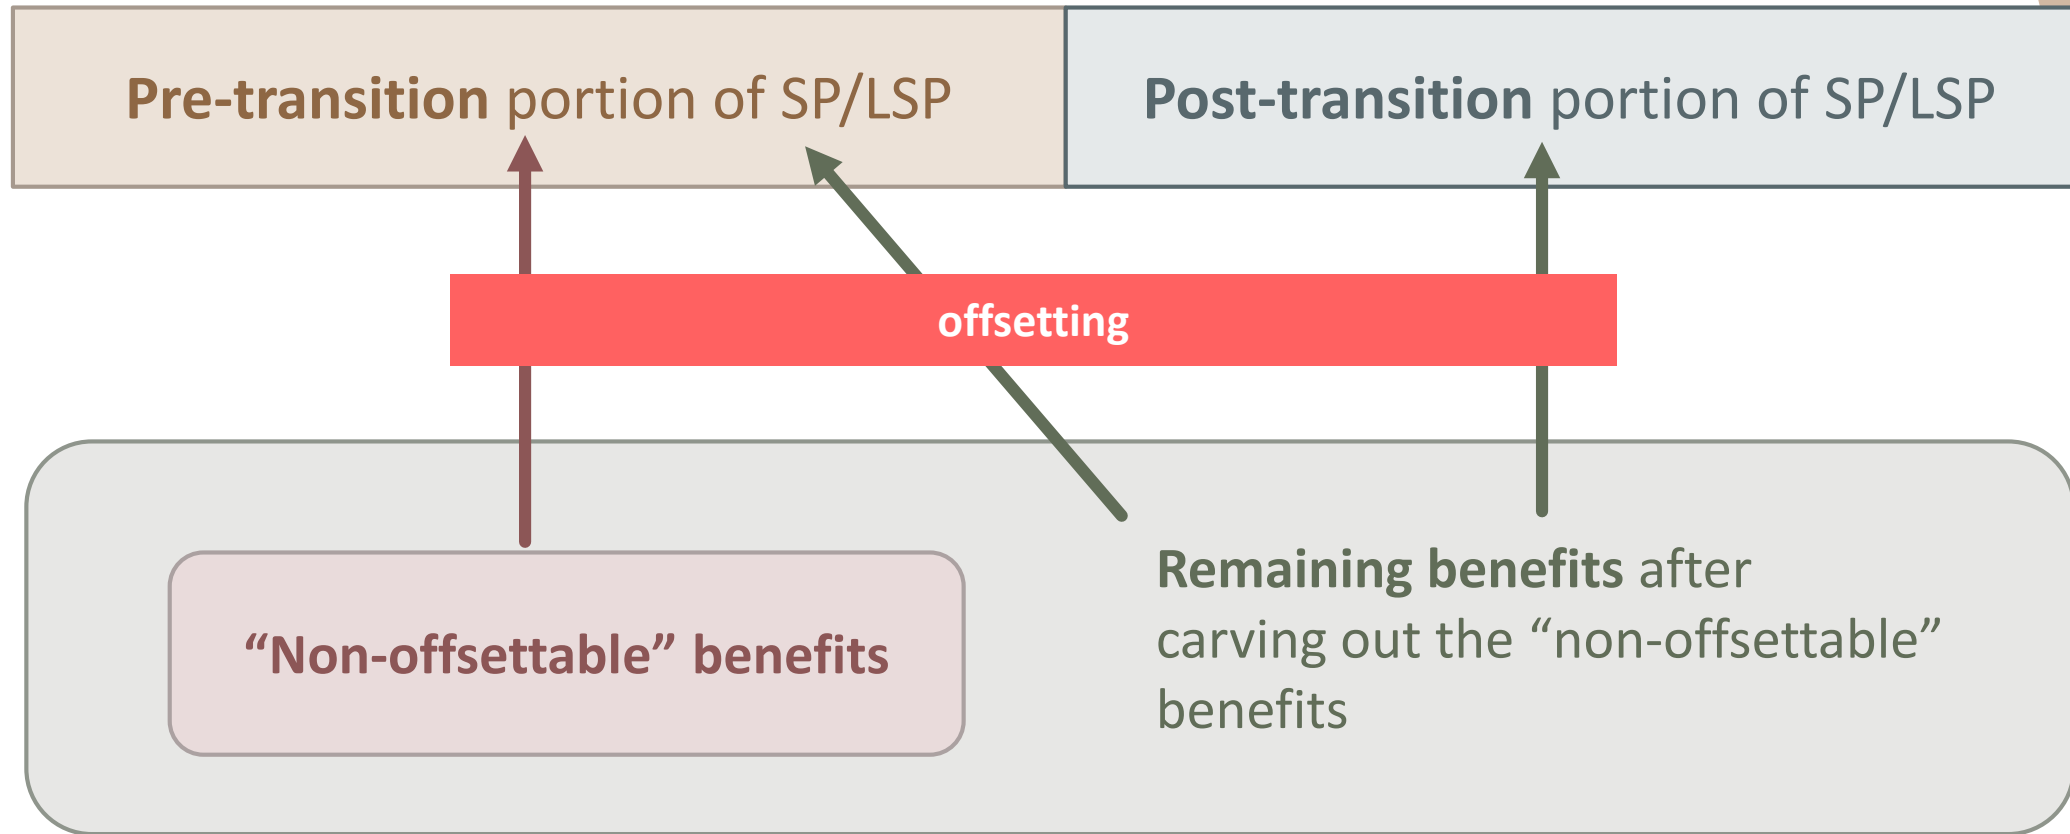 Pre-transition portion of SP/LSP
Post-transition portion of SP/LSP
offsetting
“Non-offsettable” benefits
Remaining benefits after
carving out the “non-offsettable”
benefits